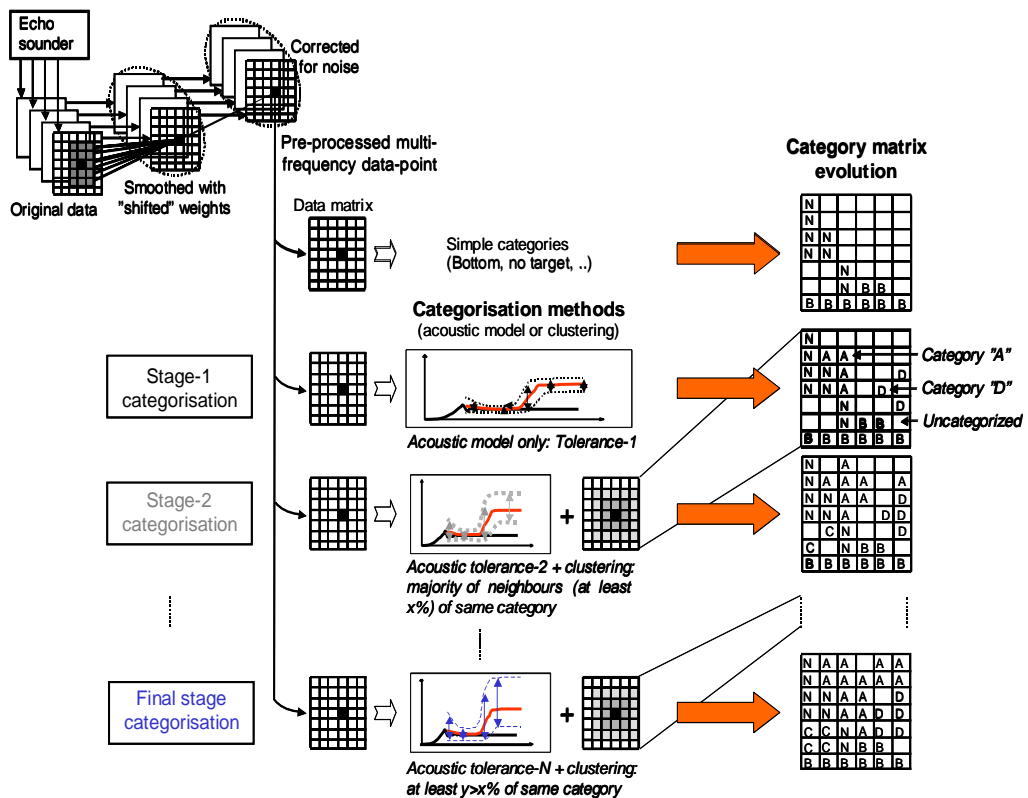 Echo
sounder
Corrected
for noise
Pre-processed multi-
frequency data-point
Smoothed with
"shifted" weights
Original data
Data matrix
Category matrix
evolution
Simple categories
(Bottom, no target, ..)
N
N
N N
N N
N
N B B
B B B B B B
Categorisation methods
(acoustic model or clustering)
Stage-1
categorisation
Acoustic model only: Tolerance-1
N
N A A
N N A D
N N A D
N D
N B B
B B B B B B
Category "A"
Category "D"
Uncategorized
Stage-2
categorisation
+
Acoustic tolerance-2 + clustering:
majority of neighbours (at least
x%) of same category
N A
N A A A
N N A A D
N N A D D
C N D
C N B B
B B B B B B
Final stage
categorisation
+
Acoustic tolerance-N + clustering:
at least y>x% of same category
N A A A A
N A A A A A
N N A A D
N N A A D D
C C N A D D
C C N B B
B B B B B B